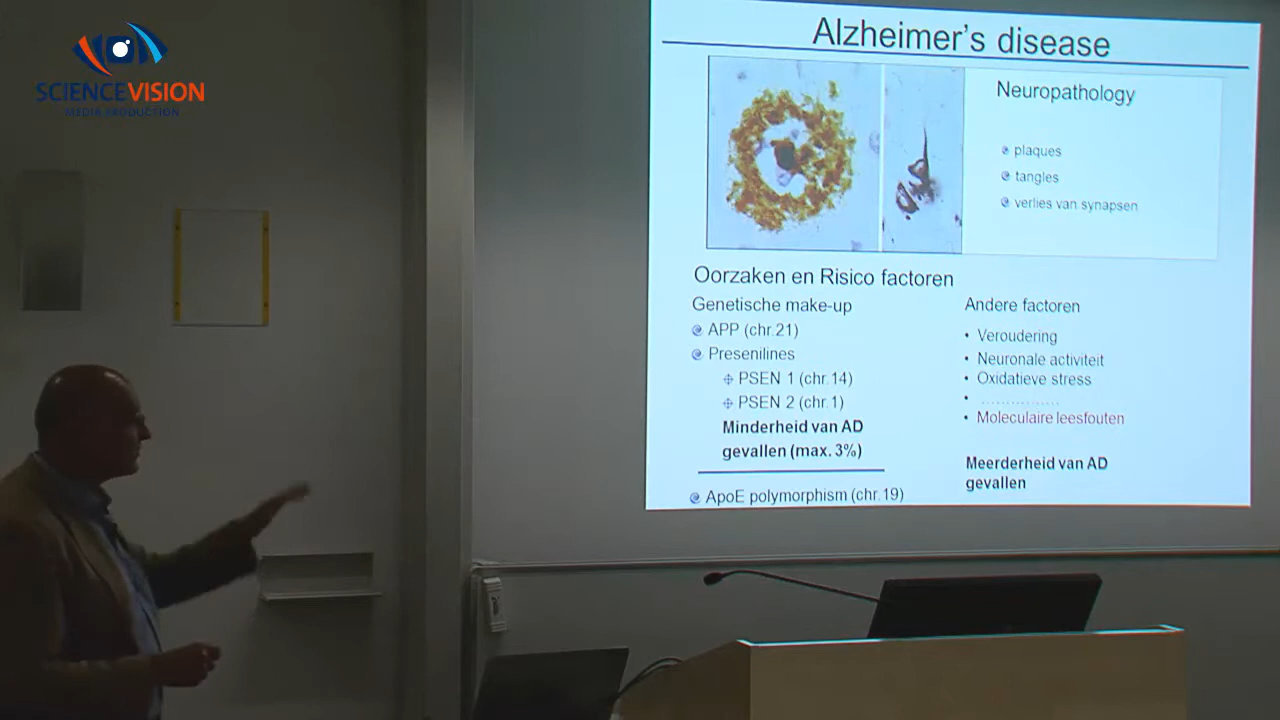 SCIENCEVISION
MEDIA PRODUCTION
Alzheimer's disease
Neuropathology
plaques
tangles
verlies van synapsen
Oorzaken en Risico factoren
Genetische make-up
APP (chr.21)
Presenilines
PSEN 1 (chr.14)
PSEN 2 (chr.1)
Minderheid van AD
gevallen (max. 3%)
ApoE polymorphism (chr.19)
Andere factoren
• Veroudering
• Neuronale activiteit
• Oxidatieve stress
• ................
• Moleculaire leesfouten
Meerderheid van AD
gevallen